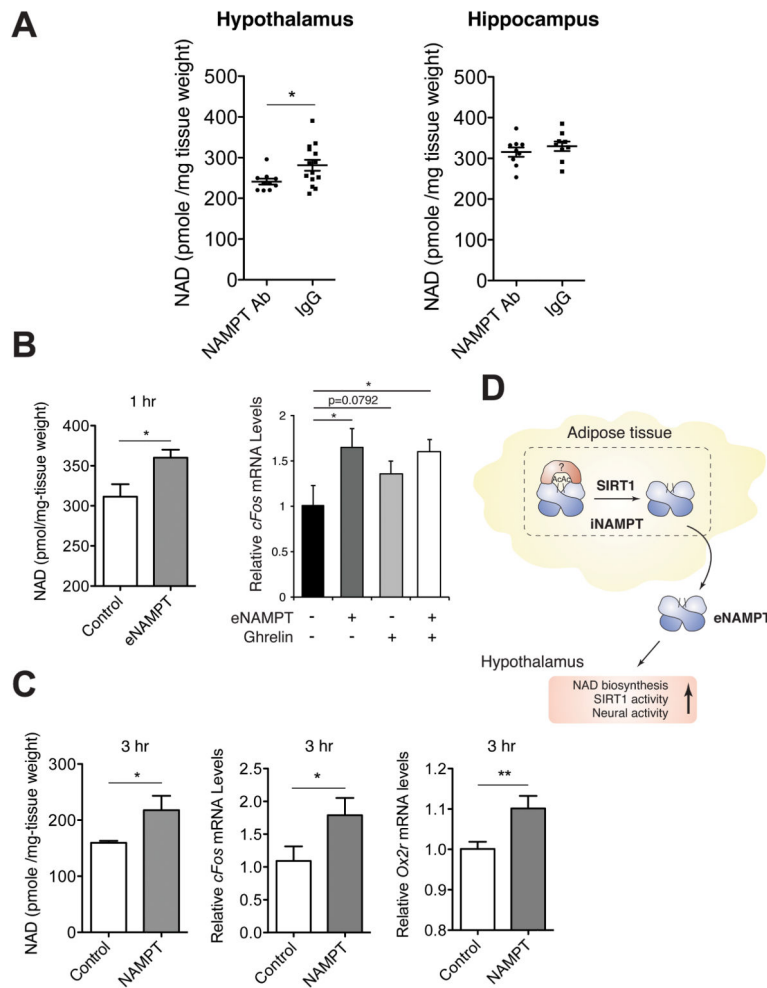 A
Hypothalamus
Hippocampus
NAD (pmole /mg tissue weight)
500
400
300
200
100
0
*
NAMPT Ab
IgG
NAD (pmole /mg tissue weight)
500
400
300
200
100
0
NAMPT Ab
IgG
B
1 hr
NAD (pmol/mg-tissue weight)
400
350
300
250
200
*
Control
eNAMPT
Relative cFos mRNA Levels
2
1.5
1
0.5
0
*
p=0.0792
*
eNAMPT - + - +
Ghrelin - - + +
D
Adipose tissue
?
AcAc
SIRT1
iNAMPT
eNAMPT
Hypothalamus
NAD biosynthesis
SIRT1 activity
Neural activity
C
3 hr
NAD (pmole /mg-tissue weight)
300
200
100
0
*
Control
NAMPT
3 hr
Relative cFos mRNA Levels
2.5
2.0
1.5
1.0
0.5
0.0
*
Control
NAMPT
3 hr
Relative Ox2r mRNA levels
1.2
1.1
1.0
0.9
0.8
**
Control
NAMPT